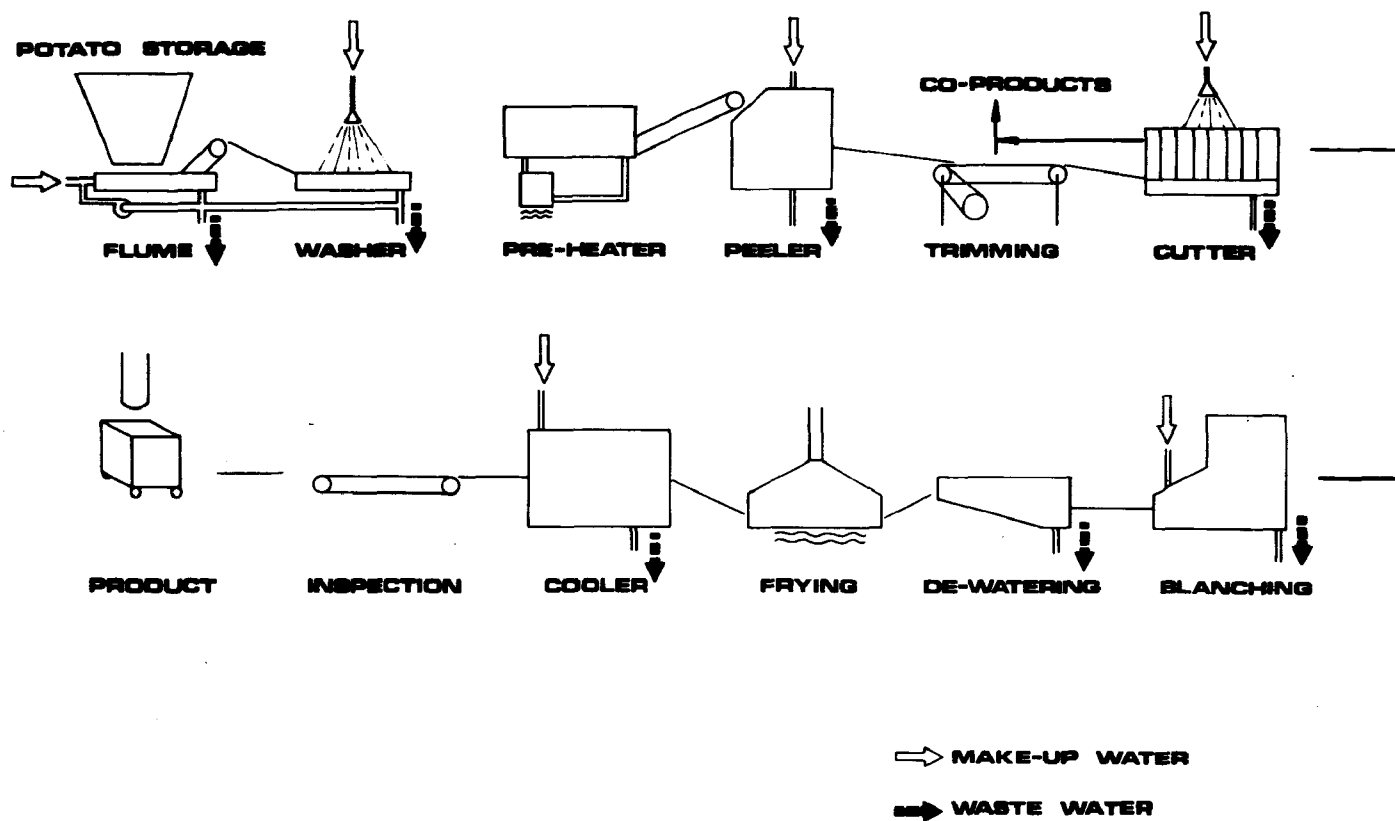 POTATO STORAGE
CO-PRODUCTS
FLUME
WASHER
PRE-HEATER
PEELER
TRIMMING
CUTTER
PRODUCT
INSPECTION
COOLER
FRYING
DE-WATERING
BLANCHING
MAKE-UP WATER
WASTE WATER